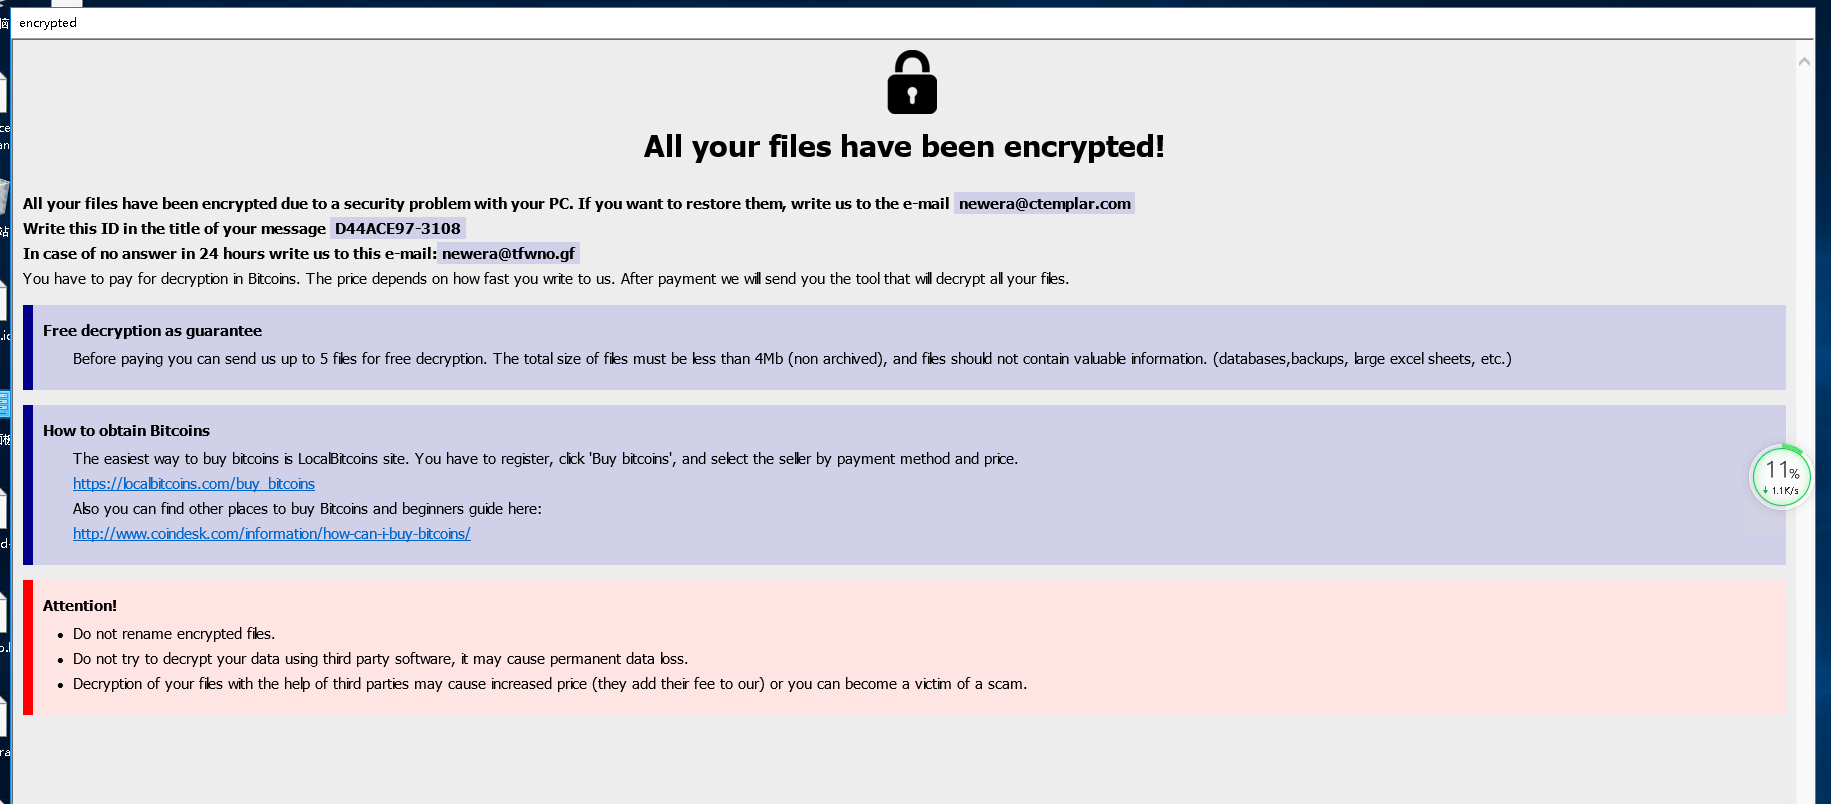 encrypted
All your files have been encrypted!
All your files have been encrypted due to a security problem with your PC. If you want to restore them, write us to the e-mail newera@ctemplar.com
Write this ID in the title of your message D44ACE97-3108
In case of no answer in 24 hours write us to this e-mail: newera@tfwno.gf
You have to pay for decryption in Bitcoins. The price depends on how fast you write to us. After payment we will send you the tool that will decrypt all your files.
Free decryption as guarantee
Before paying you can send us up to 5 files for free decryption. The total size of files must be less than 4Mb (non archived), and files should not contain valuable information. (databases,backups, large excel sheets, etc.)
How to obtain Bitcoins
The easiest way to buy bitcoins is LocalBitcoins site. You have to register, click 'Buy bitcoins', and select the seller by payment method and price.
https://localbitcoins.com/buy_bitcoins
Also you can find other places to buy Bitcoins and beginners guide here:
http://www.coindesk.com/information/how-can-i-buy-bitcoins/
11%
1.1K/s
Attention!
Do not rename encrypted files.
Do not try to decrypt your data using third party software, it may cause permanent data loss.
Decryption of your files with the help of third parties may cause increased price (they add their fee to our) or you can become a victim of a scam.